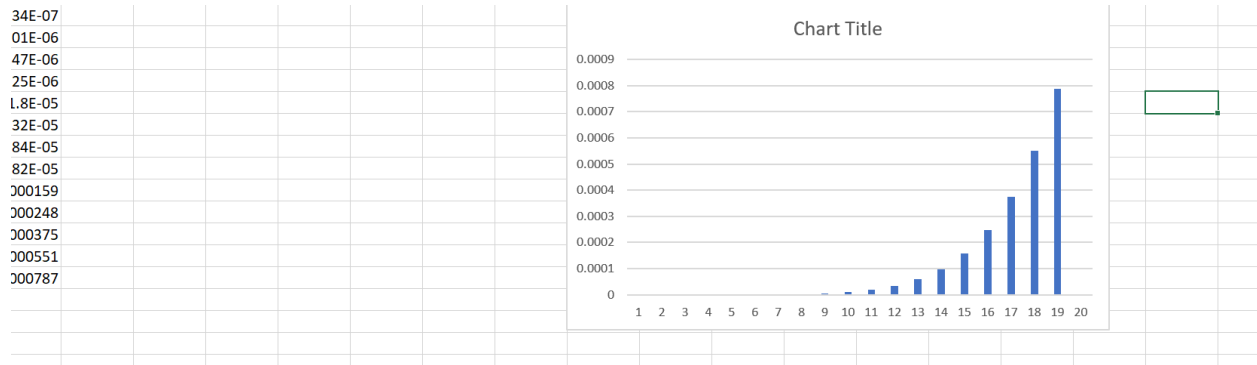 34E-07
01E-06
47E-06
25E-06
1.8E-05
32E-05
84E-05
82E-05
000159
000248
000375
000551
000787
Chart Title
0.0009
0.0008
0.0007
0.0006
0.0005
0.0004
0.0003
0.0002
0.0001
0
1 2 3 4 5 6 7 8 9 10 11 12 13 14 15 16 17 18 19 20